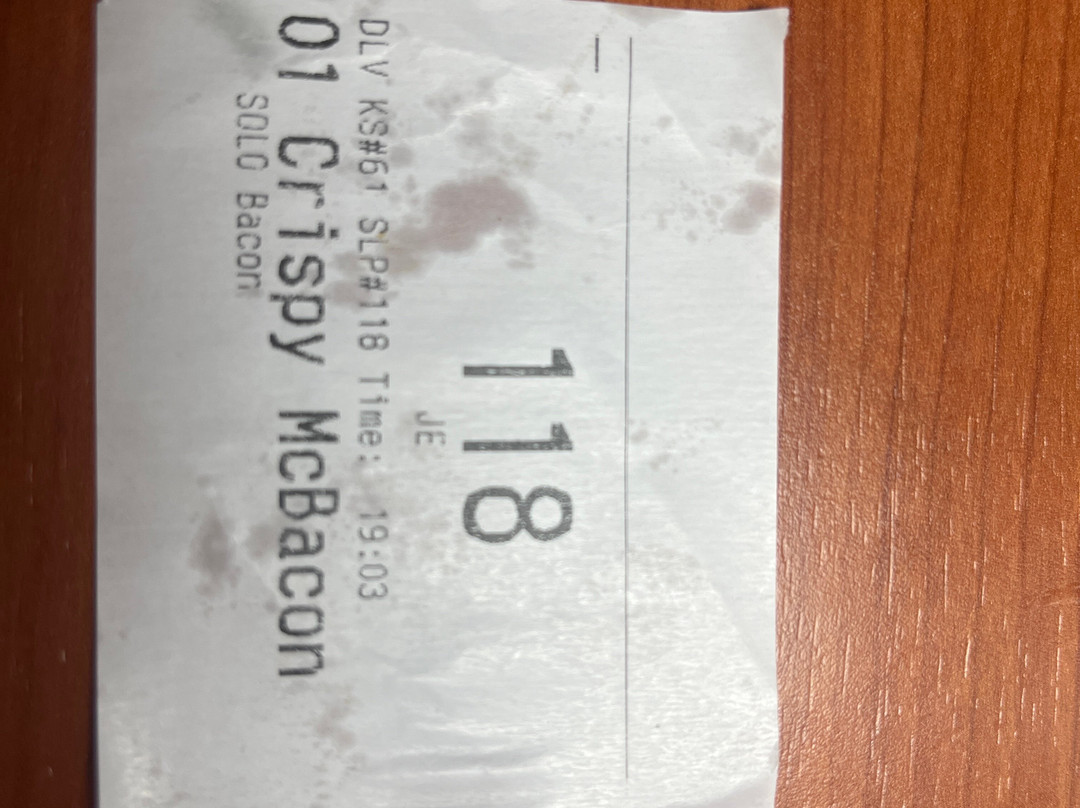 118
JE
DLV KS#61 SLP#118 Time: 19:03
01 Crispy McBacon
SOLO Bacon